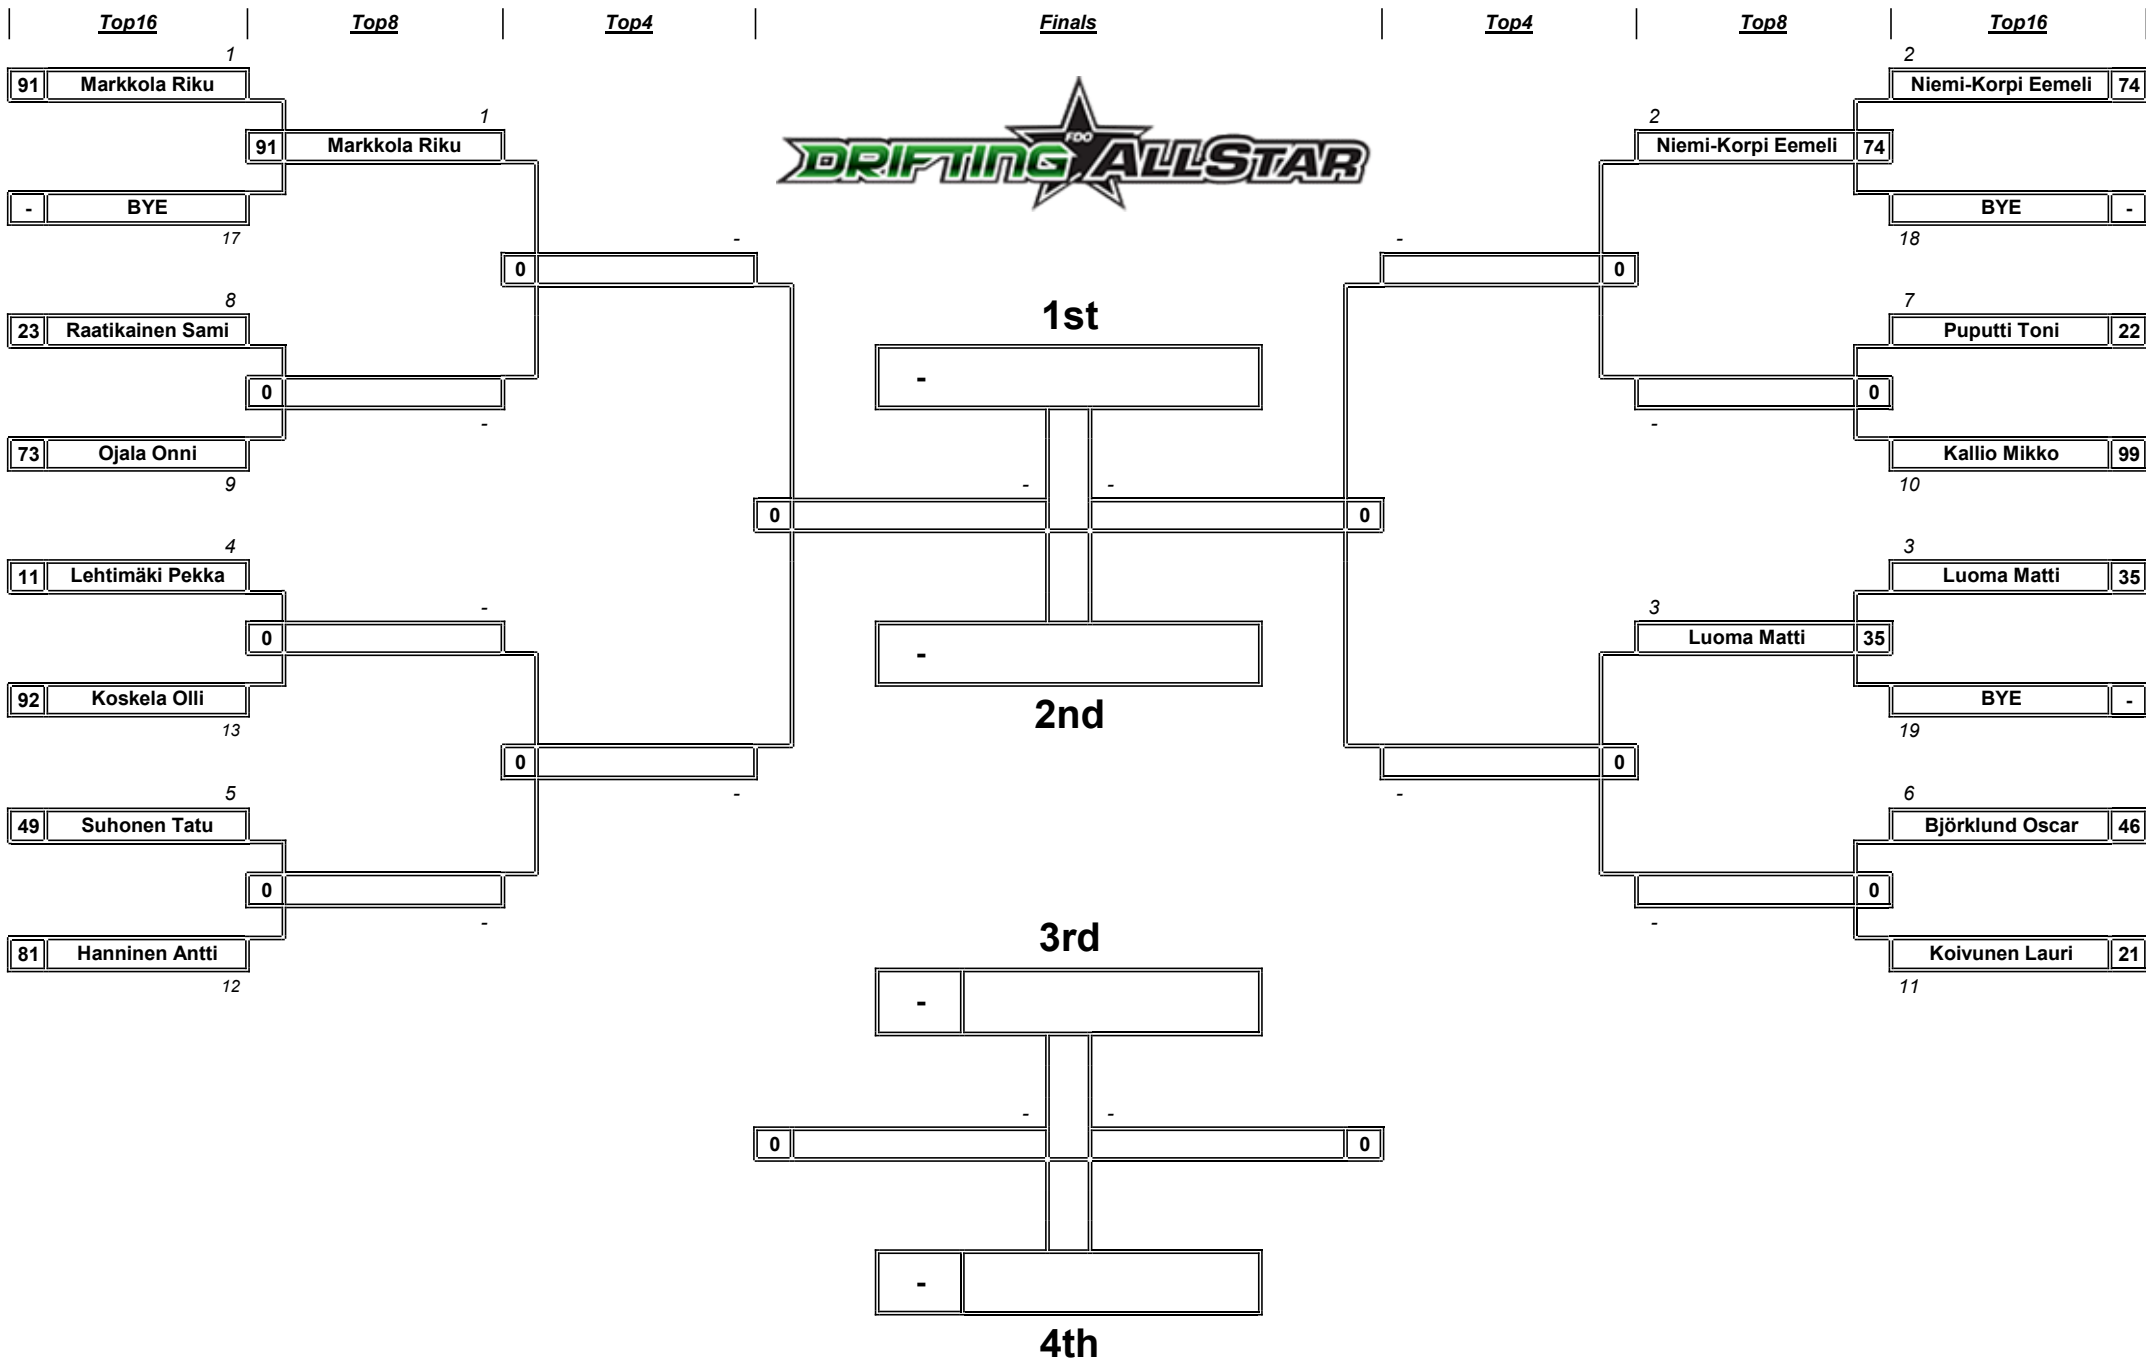 Top16 Top8 Top4 Finals Top4 Top8 Top16
1 2
91 Markkola Riku Niemi-Korpi Eemeli 74
1 FDO 2
91 Markkola Riku DRIFTING ALLSTAR Niemi-Korpi Eemeli 74
- BYE BYE -
17 - - 18
0 0
8 1st 7
23 Raatikainen Sami Puputti Toni 22
0 - 0
- -
73 Ojala Onni Kallio Mikko 99
9 - - 10
0 0
4 3
11 Lehtimäki Pekka Luoma Matti 35
- 3
0 - Luoma Matti 35
92 Koskela Olli BYE -
13 2nd 19
0 0
5 - - 6
49 Suhonen Tatu Björklund Oscar 46
0 0
- -
81 Hanninen Antti 3rd Koivunen Lauri 21
12 11
-
- -
0 0
-
4th